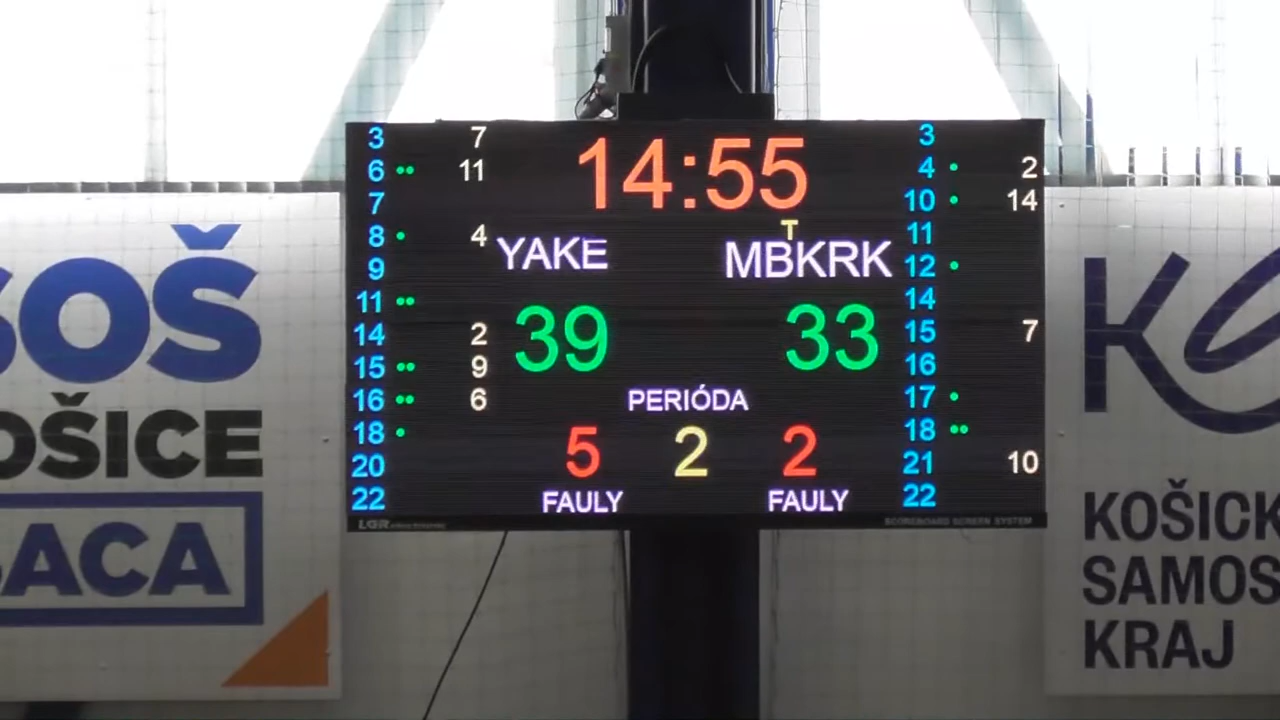 SOŠ
OŠICE
ŠACA
3 7
6 •• 11
7
8 • 4
9
11 ••
14 2
15 •• 9
16 •• 6
18 •
20
22
14:55
T
YAKE MBKRK
39 33
PERIÓDA
5 2 2
FAULY FAULY
3
4 • 2
10 • 14
11
12 •
14
15 7
16
17 •
18 ••
21 10
22
LGR
SCOREBOARD SCREEN SYSTEM
KOŠICK
SAMOS
KRAJ